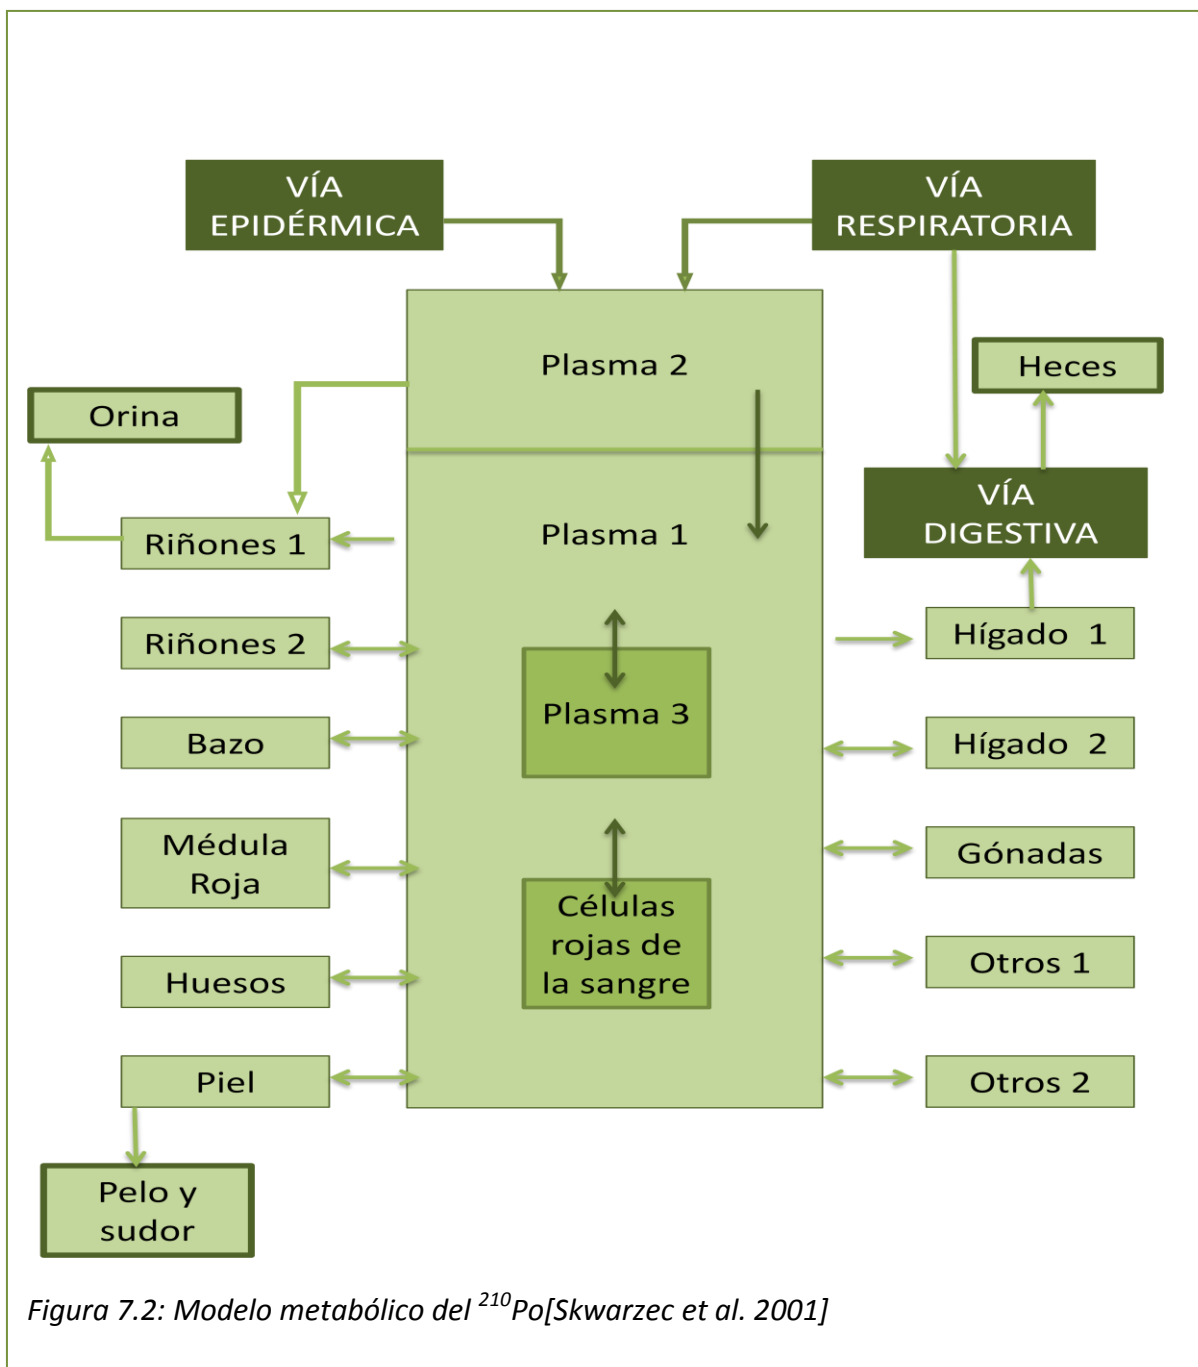 VÍA
EPIDÉRMICA
VÍA
RESPIRATORIA
Plasma 2
Heces
Orina
VÍA
DIGESTIVA
Plasma 1
Riñones 1
Riñones 2
Hígado 1
Plasma 3
Bazo
Hígado 2
Médula
Roja
Gónadas
Células
rojas de
la sangre
Huesos
Otros 1
Piel
Otros 2
Pelo y
sudor
Figura 7.2: Modelo metabólico del ²¹⁰Po[Skwarzec et al. 2001]